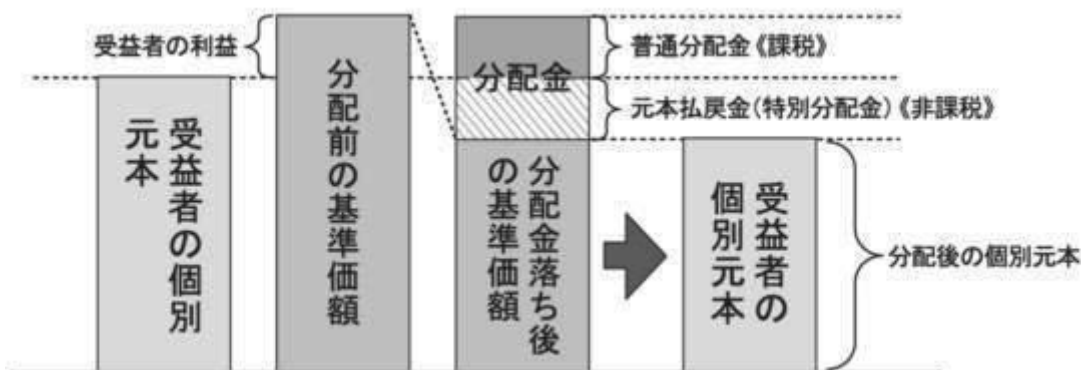 受益者の利益
受益者の個別
元本
分配前の基準価額
分配金
分配金落ち後
の基準価額
普通分配金《課税》
元本払戻金(特別分配金)《非課税》
受益者の
個別元本
分配後の個別元本